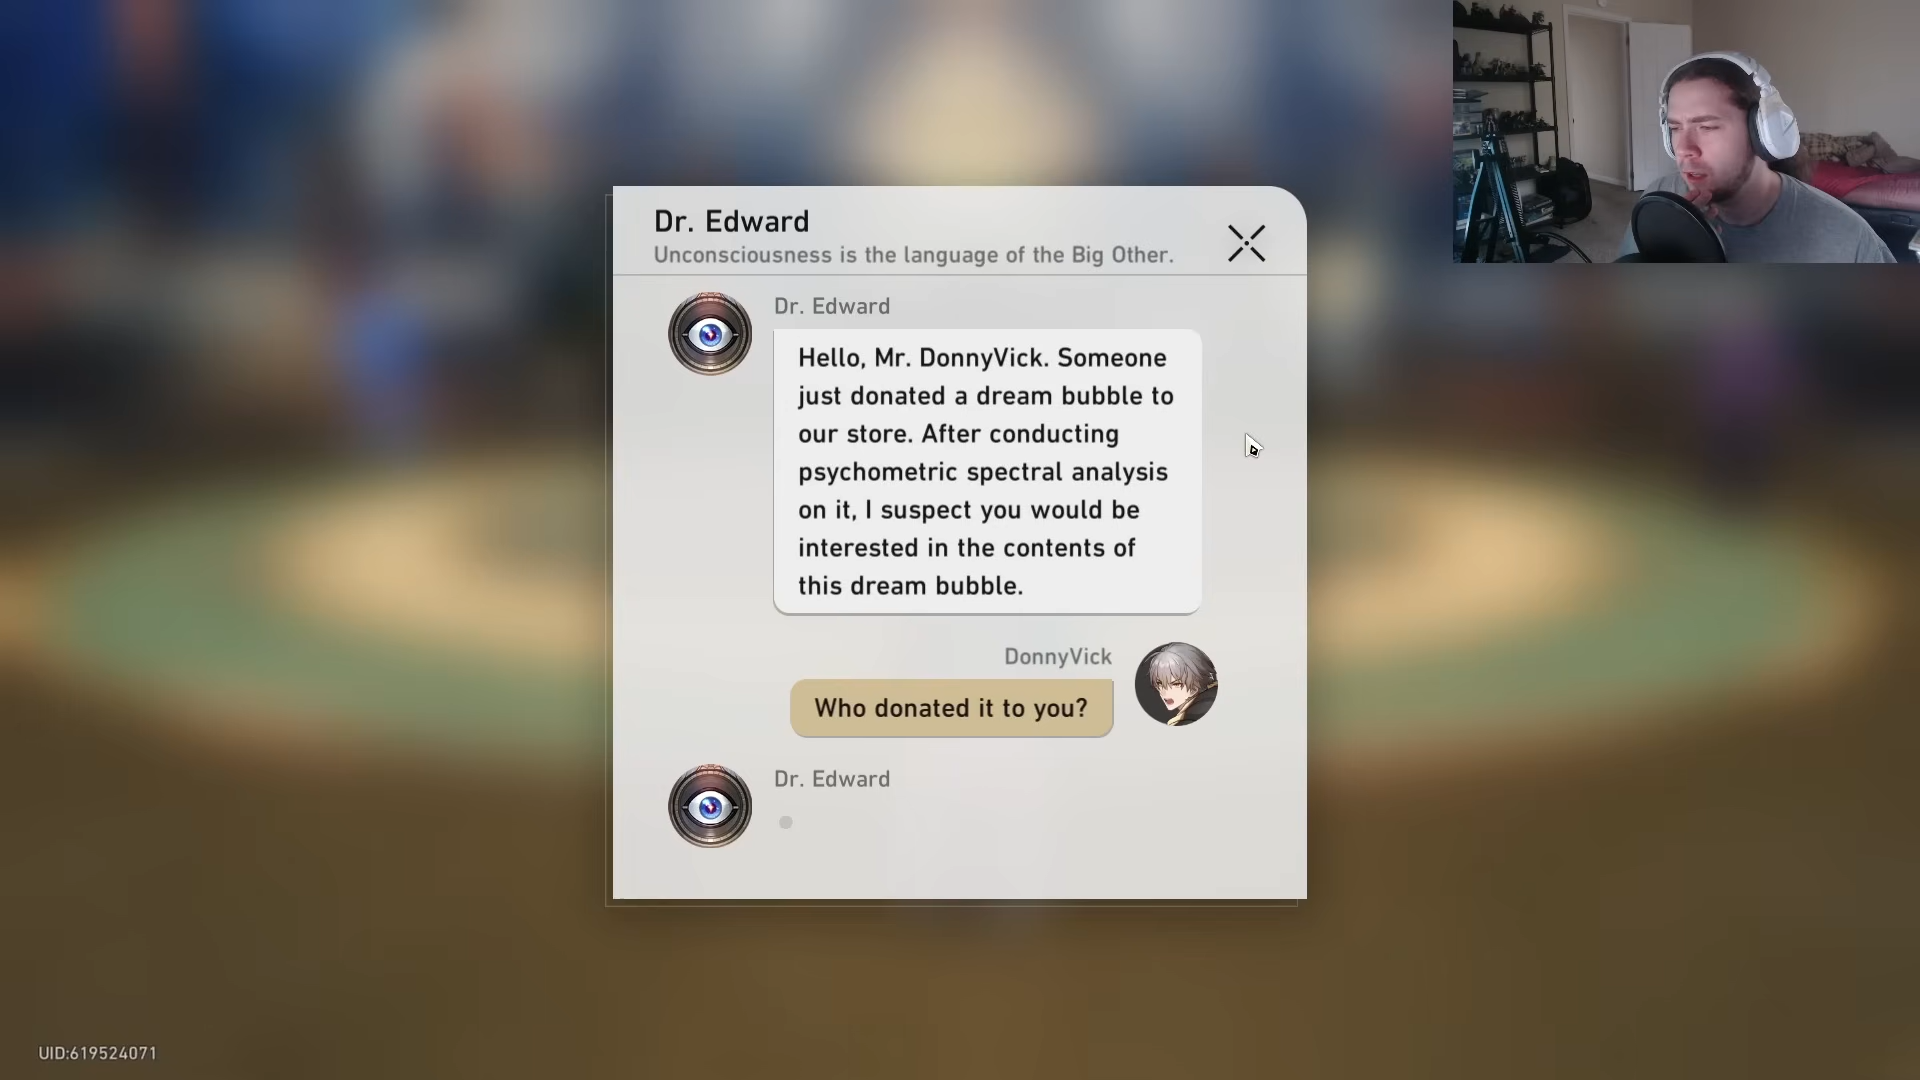 Dr. Edward
Unconsciousness is the language of the Big Other.
Dr. Edward
Hello, Mr. DonnyVick. Someone
just donated a dream bubble to
our store. After conducting
psychometric spectral analysis
on it, I suspect you would be
interested in the contents of
this dream bubble.
DonnyVick
Who donated it to you?
Dr. Edward
UID:619524071